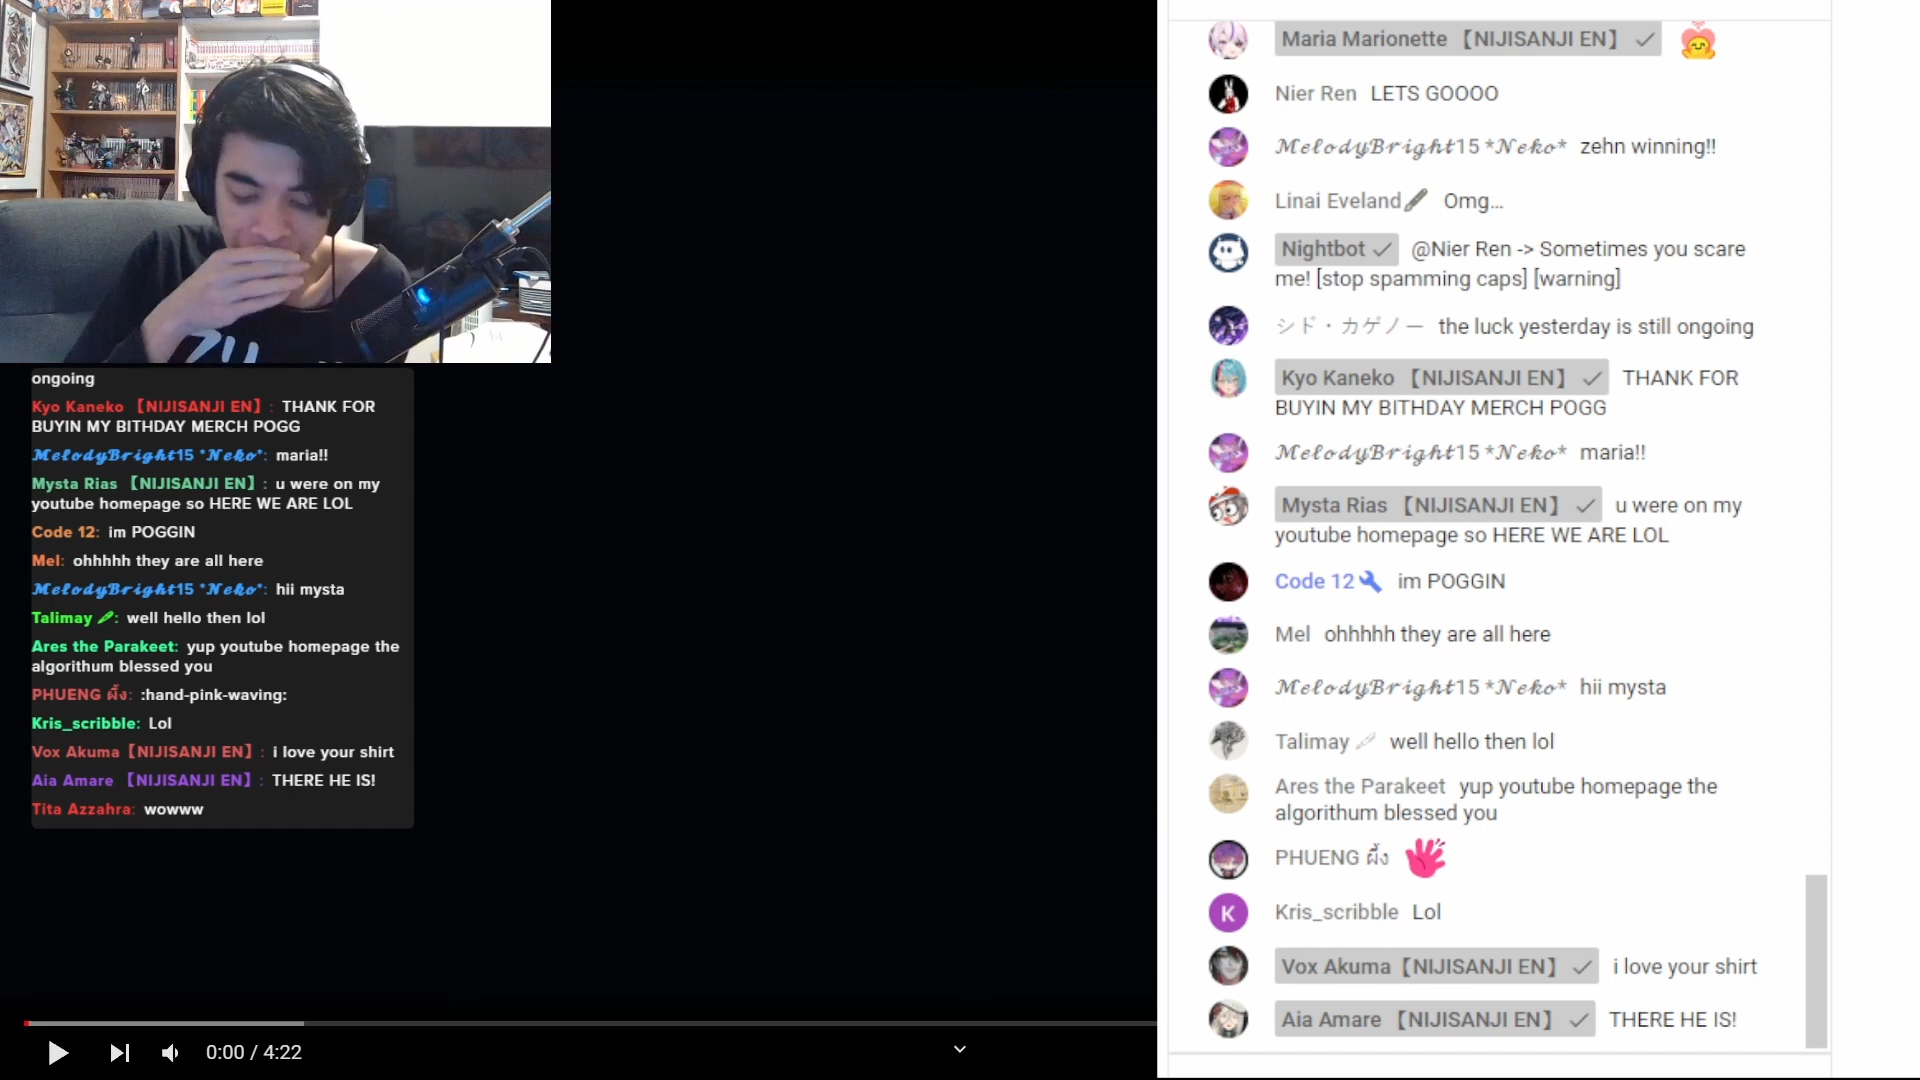 ongoing
Kyo Kaneko 【NIJISANJI EN】: THANK FOR
BUYIN MY BITHDAY MERCH POGG
𝓜𝓮𝓵𝓸𝓭𝔂𝓑𝓻𝓲𝓰𝓱𝓽15 *𝓝𝓮𝓴𝓸*: maria!!
Mysta Rias 【NIJISANJI EN】: u were on my
youtube homepage so HERE WE ARE LOL
Code 12: im POGGIN
Mel: ohhhhh they are all here
𝓜𝓮𝓵𝓸𝓭𝔂𝓑𝓻𝓲𝓰𝓱𝓽15 *𝓝𝓮𝓴𝓸*: hii mysta
Talimay: well hello then lol
Ares the Parakeet: yup youtube homepage the
algorithum blessed you
PHUENG ผึ้ง: :hand-pink-waving:
Kris_scribble: Lol
Vox Akuma【NIJISANJI EN】: i love your shirt
Aia Amare 【NIJISANJI EN】: THERE HE IS!
Tita Azzahra: wowww
0:00 / 4:22
Maria Marionette 【NIJISANJI EN】
Nier Ren LETS GOOOO
𝓜𝓮𝓵𝓸𝓭𝔂𝓑𝓻𝓲𝓰𝓱𝓽15 *𝓝𝓮𝓴𝓸* zehn winning!!
Linai Eveland Omg...
Nightbot @Nier Ren -> Sometimes you scare
me! [stop spamming caps] [warning]
シド・カゲノー the luck yesterday is still ongoing
Kyo Kaneko 【NIJISANJI EN】 THANK FOR
BUYIN MY BITHDAY MERCH POGG
𝓜𝓮𝓵𝓸𝓭𝔂𝓑𝓻𝓲𝓰𝓱𝓽15 *𝓝𝓮𝓴𝓸* maria!!
Mysta Rias 【NIJISANJI EN】 u were on my
youtube homepage so HERE WE ARE LOL
Code 12 im POGGIN
Mel ohhhhh they are all here
𝓜𝓮𝓵𝓸𝓭𝔂𝓑𝓻𝓲𝓰𝓱𝓽15 *𝓝𝓮𝓴𝓸* hii mysta
Talimay well hello then lol
Ares the Parakeet yup youtube homepage the
algorithum blessed you
PHUENG ผึ้ง
K
Kris_scribble Lol
Vox Akuma【NIJISANJI EN】 i love your shirt
Aia Amare 【NIJISANJI EN】 THERE HE IS!